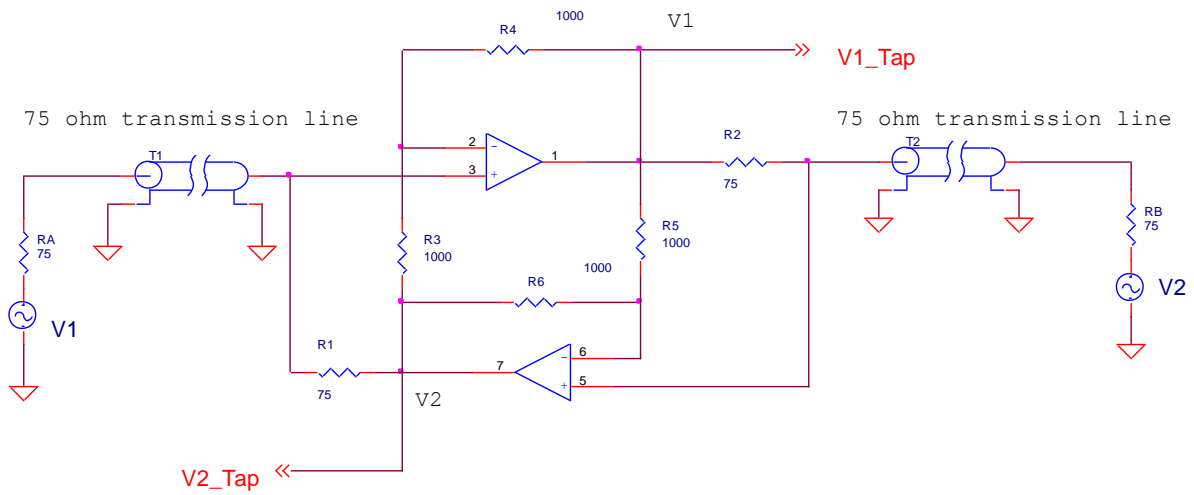 1000
V1
R4
V1_Tap
75 ohm transmission line
75 ohm transmission line
R2
T1
T2
2
1
3
75
RA
75
R3
1000
R5
1000
RB
75
1000
R6
V1
V2
R1
6
7
5
75
V2
V2_Tap